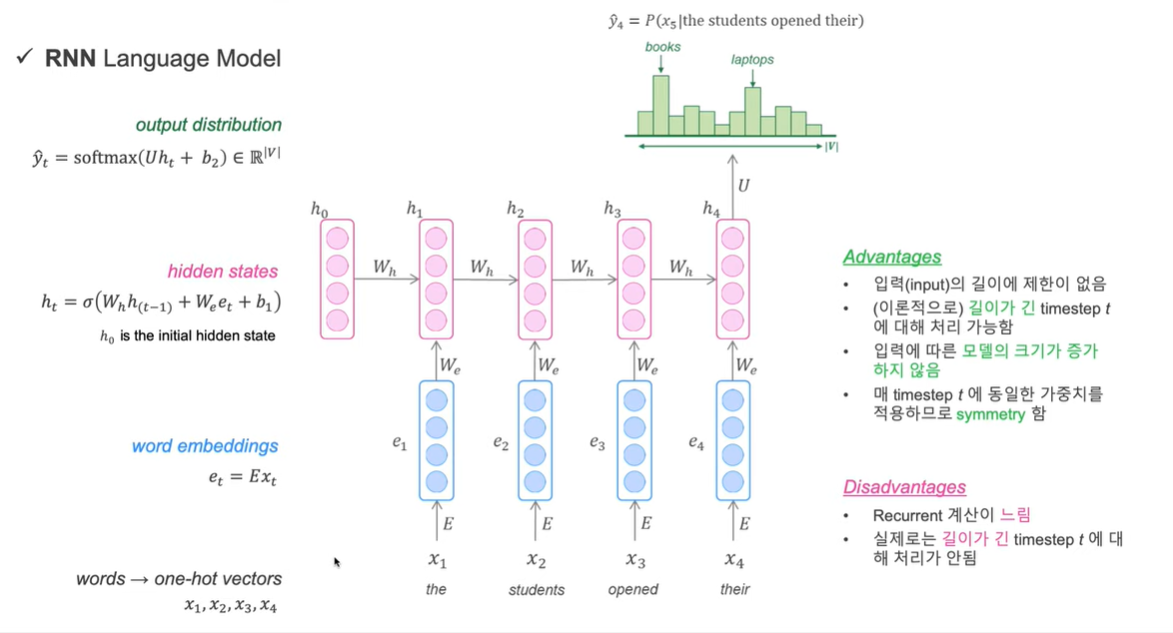 ✓ RNN Language Model
output distribution
ŷₜ = softmax(Uhₜ + b₂) ∈ ℝ^|V|
hidden states
hₜ = σ(Wₕh₍ₜ₋₁₎ + Wₑeₜ + b₁)
h₀ is the initial hidden state
word embeddings
eₜ = Exₜ
words → one-hot vectors
x₁, x₂, x₃, x₄
ŷ₄ = P(x₅|the students opened their)
books
laptops
|V|
U
h₀ h₁ h₂ h₃ h₄
Wₕ Wₕ Wₕ Wₕ
Wₑ Wₑ Wₑ Wₑ
e₁ e₂ e₃ e₄
E E E E
x₁ x₂ x₃ x₄
the students opened their
Advantages
• 입력(input)의 길이에 제한이 없음
• (이론적으로) 길이가 긴 timestep t
에 대해 처리 가능함
• 입력에 따른 모델의 크기가 증가
하지 않음
• 매 timestep t 에 동일한 가중치를
적용하므로 symmetry 함
Disadvantages
• Recurrent 계산이 느림
• 실제로는 길이가 긴 timestep t 에 대
해 처리가 안됨